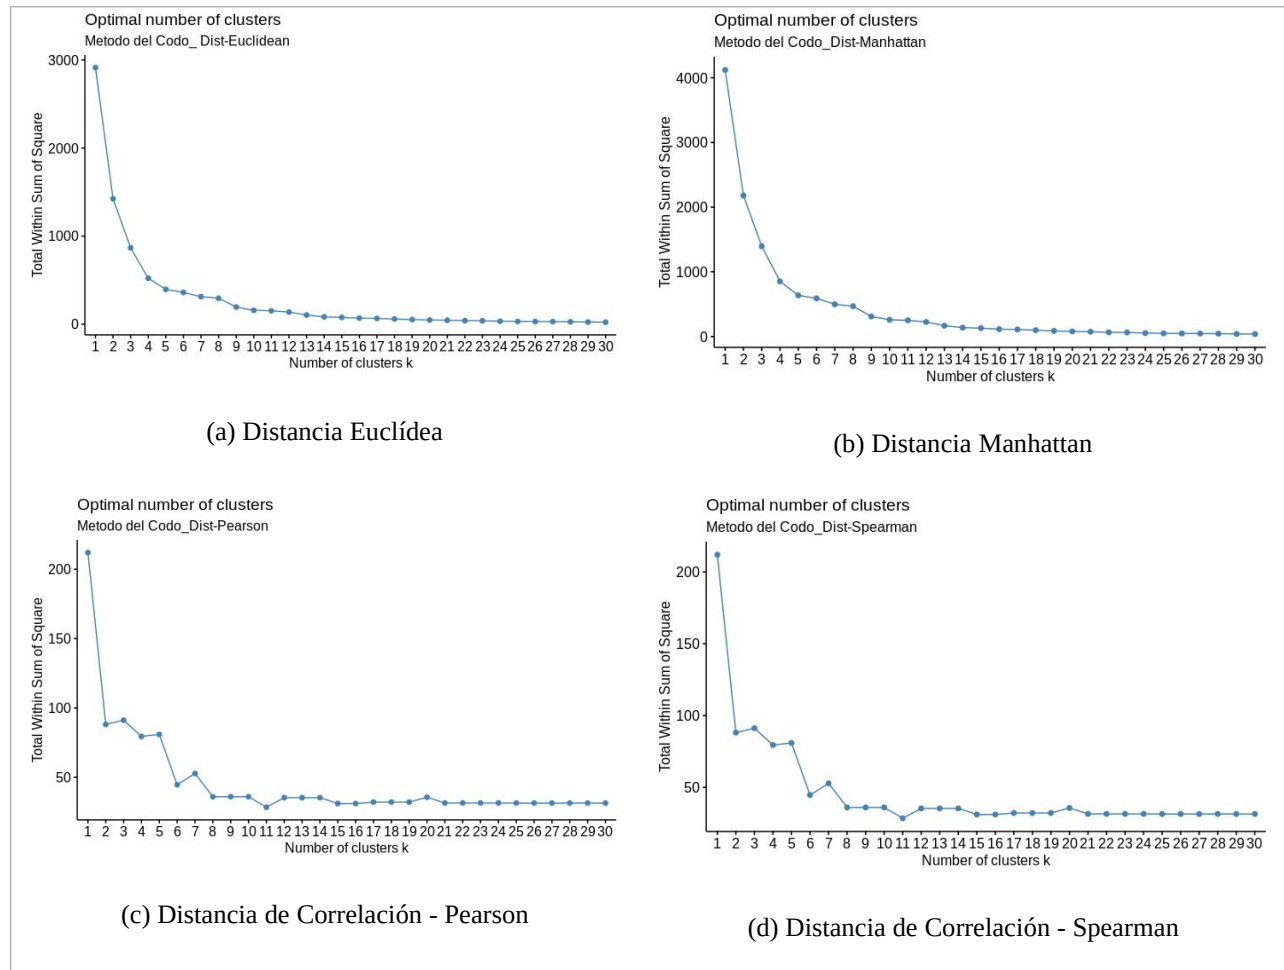 Optimal number of clusters
Metodo del Codo_ Dist-Euclidean
3000
2000
1000
0
Total Within Sum of Square
1 2 3 4 5 6 7 8 9 10 11 12 13 14 15 16 17 18 19 20 21 22 23 24 25 26 27 28 29 30
Number of clusters k
(a) Distancia Euclídea
Optimal number of clusters
Metodo del Codo_Dist-Manhattan
4000
3000
2000
1000
0
Total Within Sum of Square
1 2 3 4 5 6 7 8 9 10 11 12 13 14 15 16 17 18 19 20 21 22 23 24 25 26 27 28 29 30
Number of clusters k
(b) Distancia Manhattan
Optimal number of clusters
Metodo del Codo_Dist-Pearson
200
150
100
50
Total Within Sum of Square
1 2 3 4 5 6 7 8 9 10 11 12 13 14 15 16 17 18 19 20 21 22 23 24 25 26 27 28 29 30
Number of clusters k
(c) Distancia de Correlación - Pearson
Optimal number of clusters
Metodo del Codo_Dist-Spearman
200
150
100
50
Total Within Sum of Square
1 2 3 4 5 6 7 8 9 10 11 12 13 14 15 16 17 18 19 20 21 22 23 24 25 26 27 28 29 30
Number of clusters k
(d) Distancia de Correlación - Spearman